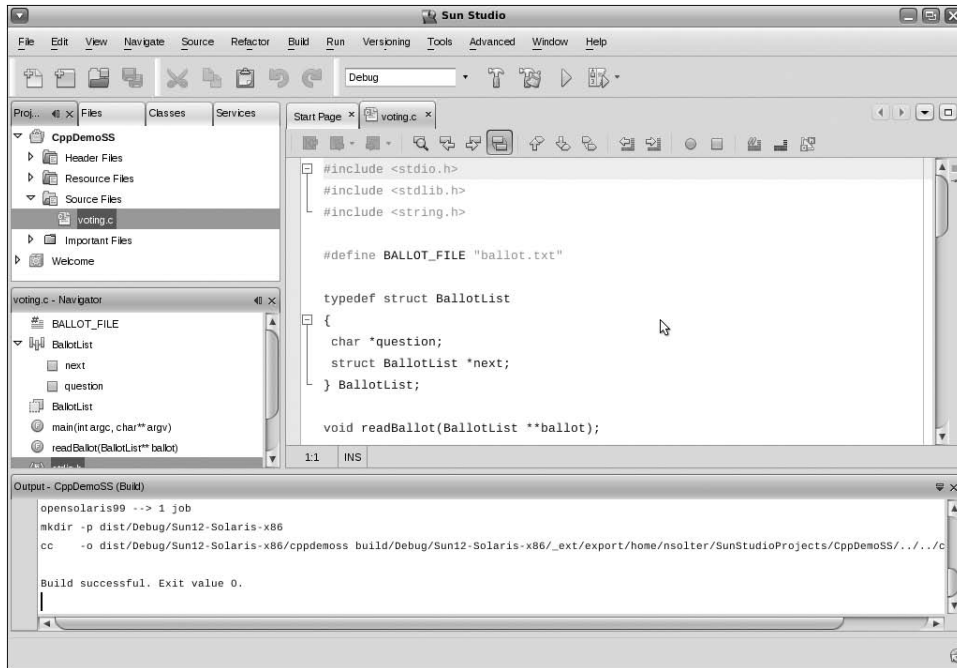 Sun Studio
File Edit View Navigate Source Refactor Build Run Versioning Tools Advanced Window Help
Debug
Proj... Files Classes Services
CppDemoSS
Header Files
Resource Files
Source Files
voting.c
Important Files
Welcome
voting.c - Navigator
BALLOT_FILE
BallotList
next
question
BallotList
main(int argc, char** argv)
readBallot(BallotList** ballot)
stdio.h
Start Page voting.c
#include <stdio.h>
#include <stdlib.h>
#include <string.h>
#define BALLOT_FILE "ballot.txt"
typedef struct BallotList
{
char *question;
struct BallotList *next;
} BallotList;
void readBallot(BallotList **ballot);
1:1 INS
Output - CppDemoSS (Build)
opensolaris99 --> 1 job
mkdir -p dist/Debug/Sun12-Solaris-x86
cc -o dist/Debug/Sun12-Solaris-x86/cppdemoss build/Debug/Sun12-Solaris-x86/_ext/export/home/nsolter/SunStudioProjects/CppDemoSS/../../c
Build successful. Exit value 0.